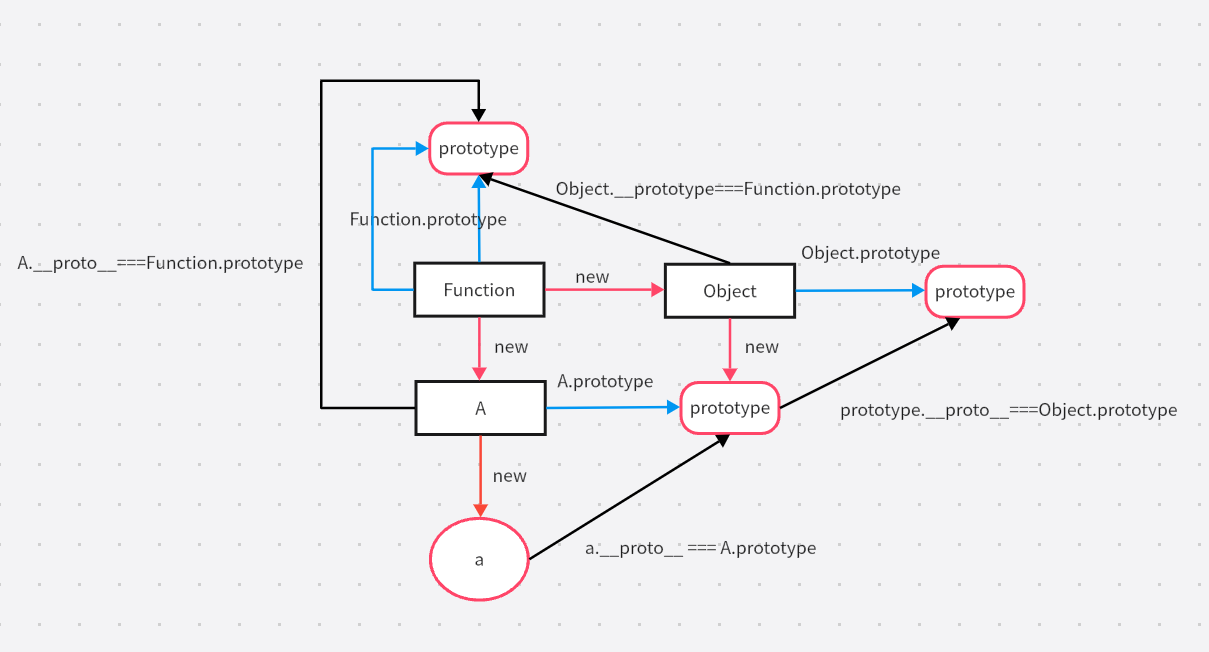 prototype
Object.__prototype===Function.prototype
Function.prototype
Object.prototype
A.__proto__===Function.prototype
Function
new
Object
prototype
new
new
A.prototype
A
prototype
prototype.__proto__===Object.prototype
new
a.__proto__ === A.prototype
a